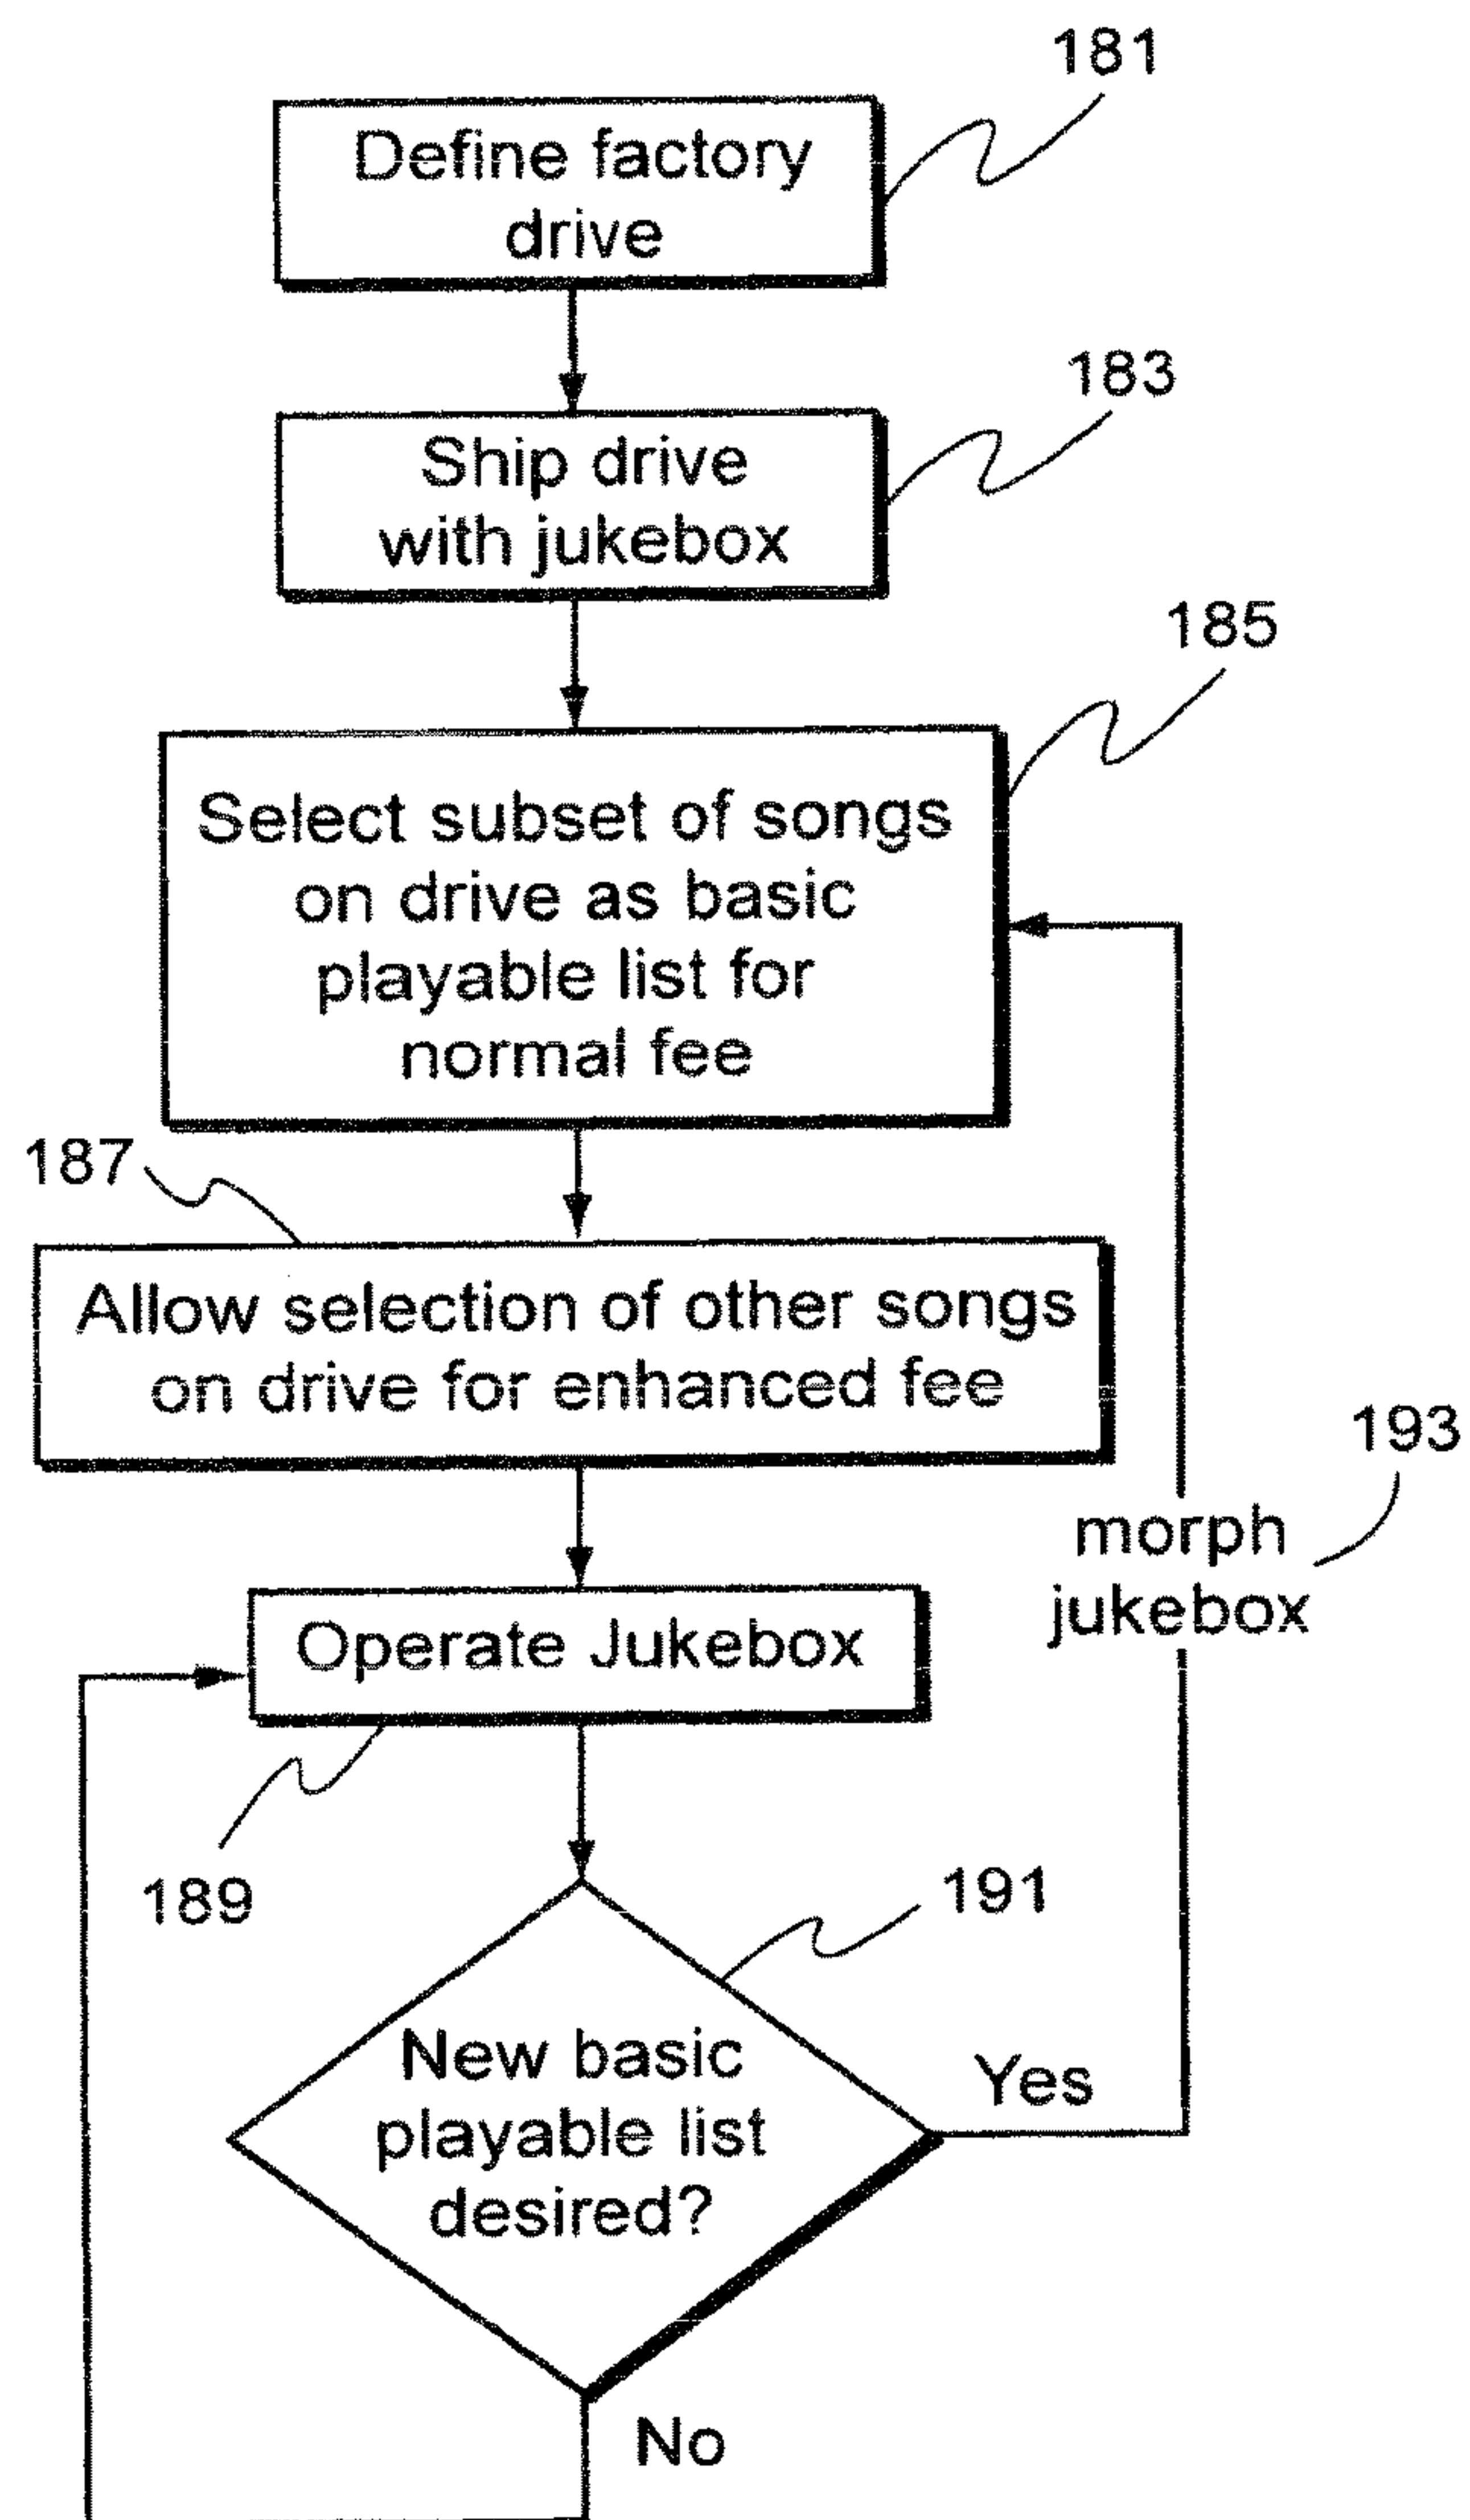 181
Define factory
drive
183
Ship drive
with jukebox
185
Select subset of songs
on drive as basic
playable list for
normal fee
187
Allow selection of other songs
on drive for enhanced fee
193
morph
jukebox
Operate Jukebox
189
191
New basic
playable list
desired?
Yes
No